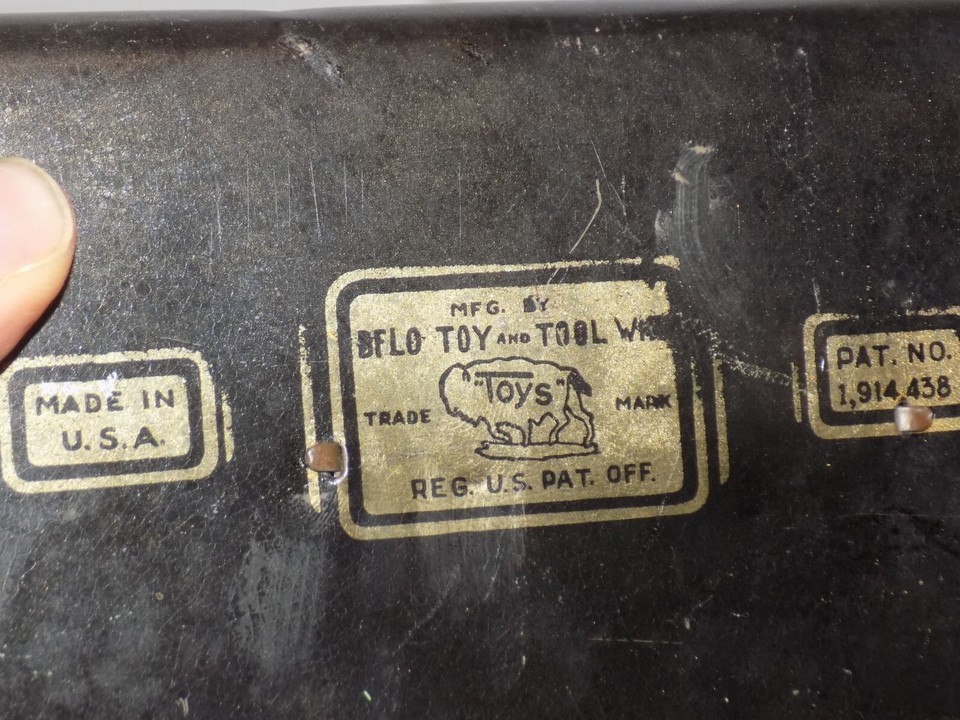 MADE IN
U.S.A.
MFG. BY
BFLO TOY AND TOOL
"Toys"
TRADE MARK
REG. U.S. PAT. OFF.
PAT. NO.
1,914,438